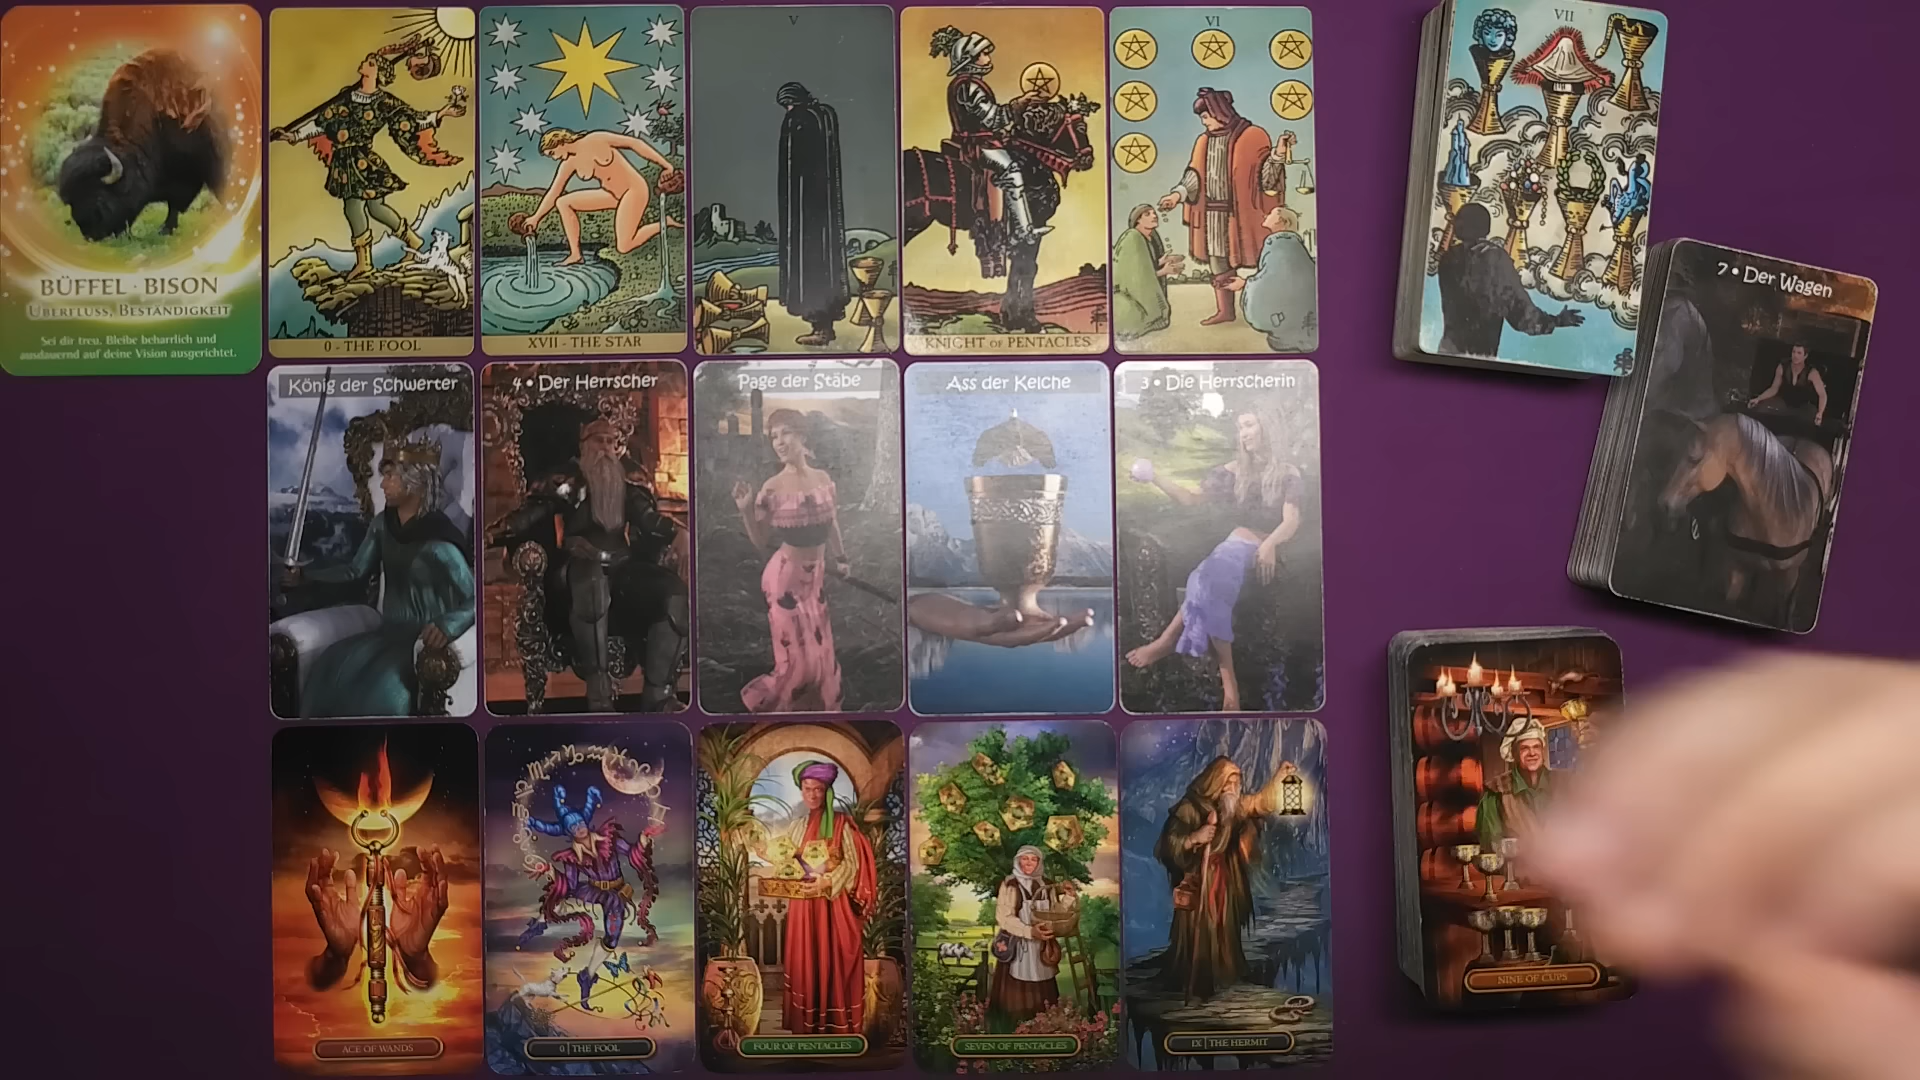 BÜFFEL · BISON
ÜBERFLUSS, BESTÄNDIGKEIT
Sei dir treu. Bleibe beharrlich und
ausdauernd auf deine Vision ausgerichtet.
0 - THE FOOL
XVII - THE STAR
V
KNIGHT OF PENTACLES
VI
VII
7 • Der Wagen
König der Schwerter
4 • Der Herrscher
Page der Stäbe
Ass der Kelche
3 • Die Herrscherin
ACE OF WANDS
0 | THE FOOL
FOUR OF PENTACLES
SEVEN OF PENTACLES
IX | THE HERMIT
NINE OF CUPS